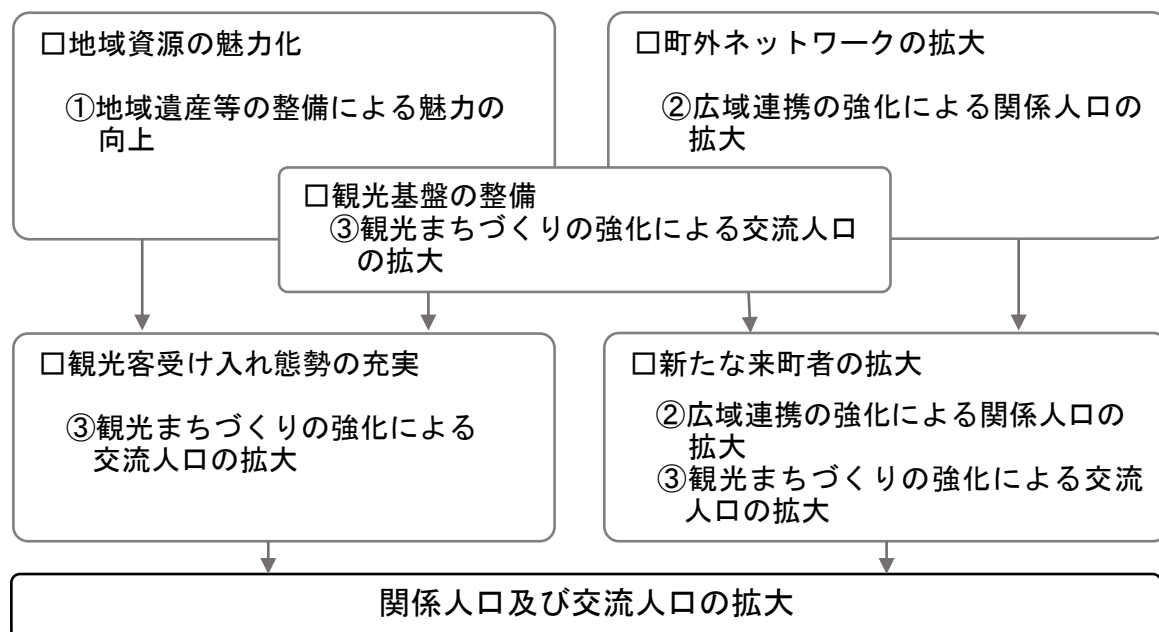 □地域資源の魅力化
①地域遺産等の整備による魅力の
向上
□町外ネットワークの拡大
②広域連携の強化による関係人口の
拡大
□観光基盤の整備
③観光まちづくりの強化による交流人口
の拡大
□観光客受け入れ態勢の充実
③観光まちづくりの強化による
交流人口の拡大
□新たな来町者の拡大
②広域連携の強化による関係人口の
拡大
③観光まちづくりの強化による交流
人口の拡大
関係人口及び交流人口の拡大